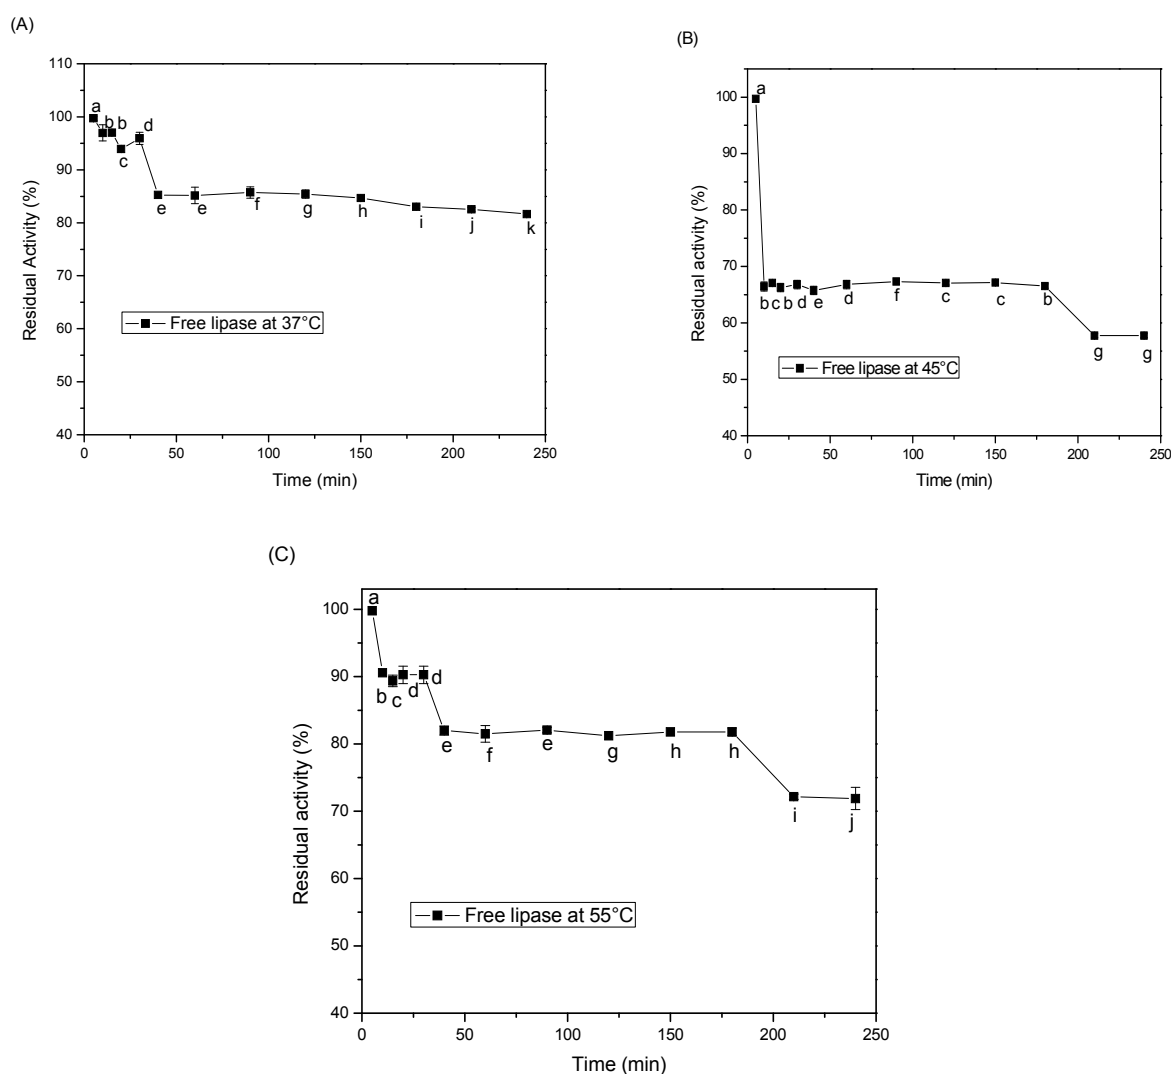 (A)
110
100
90
80
70
60
50
40
Residual Activity (%)
a
b b
c
d
e
e
f
g
h
i
j
k
Free lipase at 37°C
0 50 100 150 200 250
Time (min)
(B)
100
90
80
70
60
50
40
Residual activity (%)
a
b c b d e d f c c b
g g
Free lipase at 45°C
0 50 100 150 200 250
Time (min)
(C)
100
90
80
70
60
50
40
Residual activity (%)
a
b c d d
e f e g h h
i j
Free lipase at 55°C
0 50 100 150 200 250
Time (min)